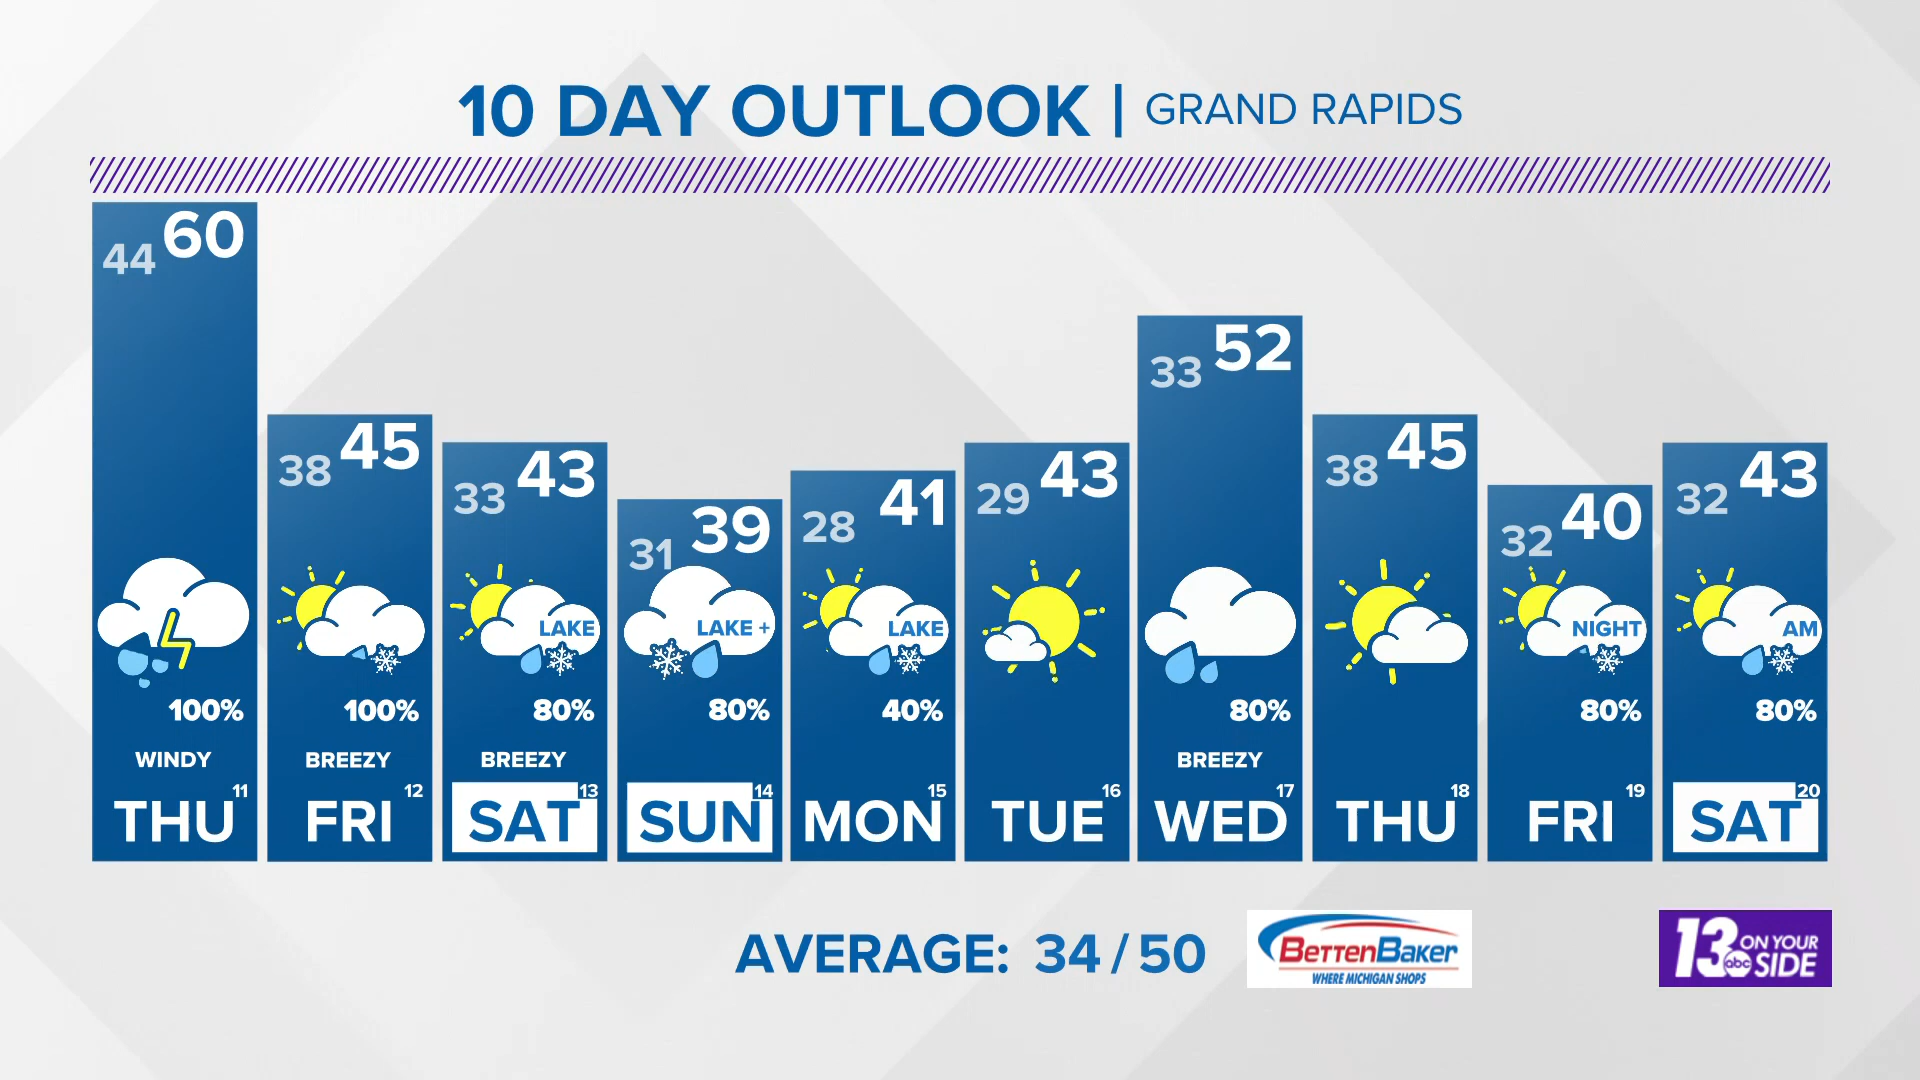 10 DAY OUTLOOK | GRAND RAPIDS
44 60
WINDY
100%
THU 11
38 45
100%
BREEZY
FRI 12
33 43
LAKE
80%
BREEZY
SAT 13
31 39
LAKE +
80%
SUN 14
28 41
LAKE
40%
MON 15
29 43
TUE 16
33 52
80%
BREEZY
WED 17
38 45
THU 18
32 40
NIGHT
80%
FRI 19
32 43
AM
80%
SAT 20
AVERAGE: 34 / 50
BettenBaker
WHERE MICHIGAN SHOPS
13 abc ON YOUR
SIDE